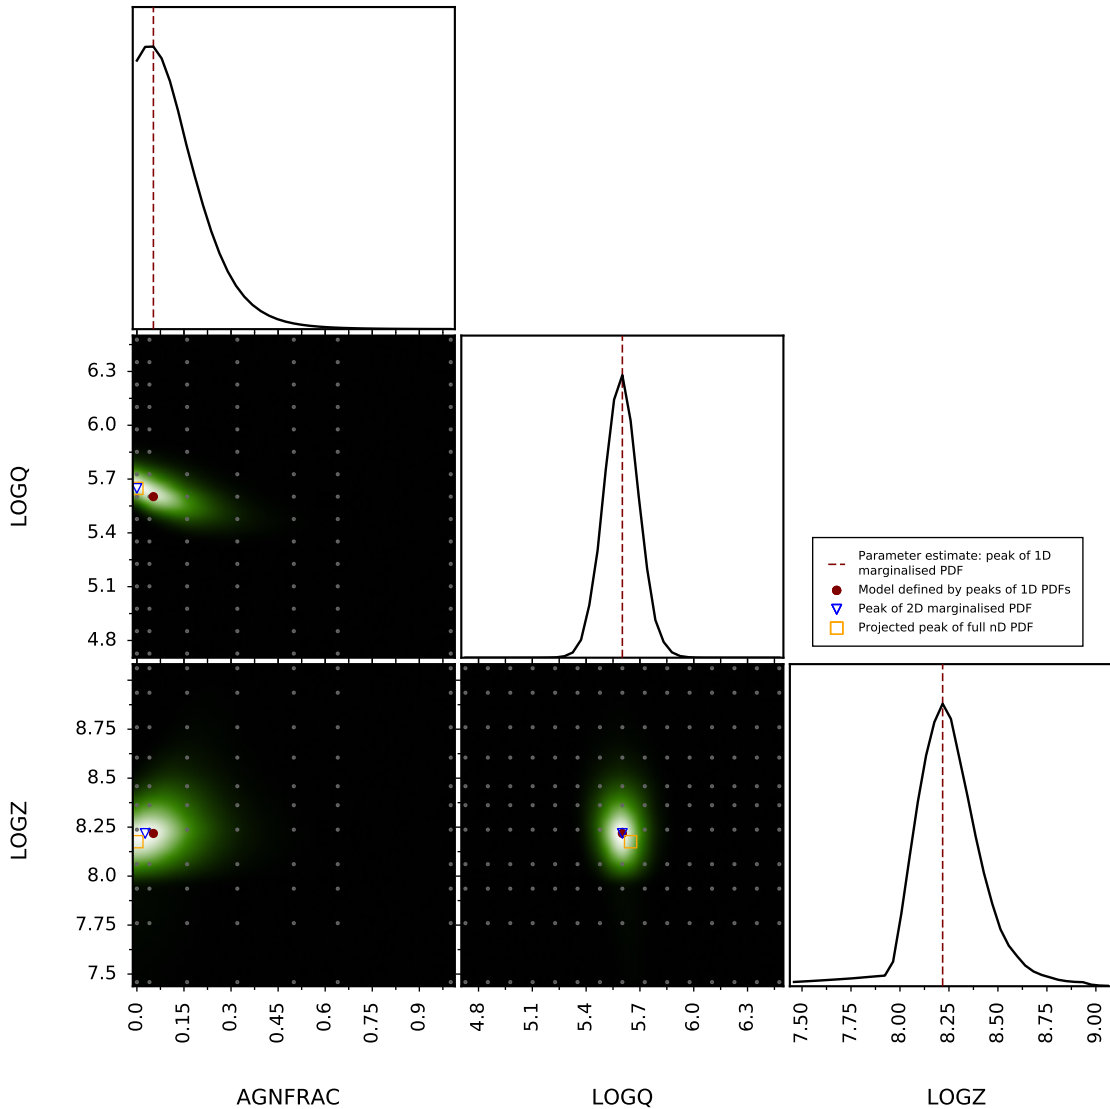 LOGQ
6.3
6.0
5.7
5.4
5.1
4.8
Parameter estimate: peak of 1D
marginalised PDF
Model defined by peaks of 1D PDFs
Peak of 2D marginalised PDF
Projected peak of full nD PDF
LOGZ
8.75
8.5
8.25
8.0
7.75
7.5
0.0 0.15 0.3 0.45 0.6 0.75 0.9
4.8 5.1 5.4 5.7 6.0 6.3
7.50 7.75 8.00 8.25 8.50 8.75 9.00
AGNFRAC
LOGQ
LOGZ